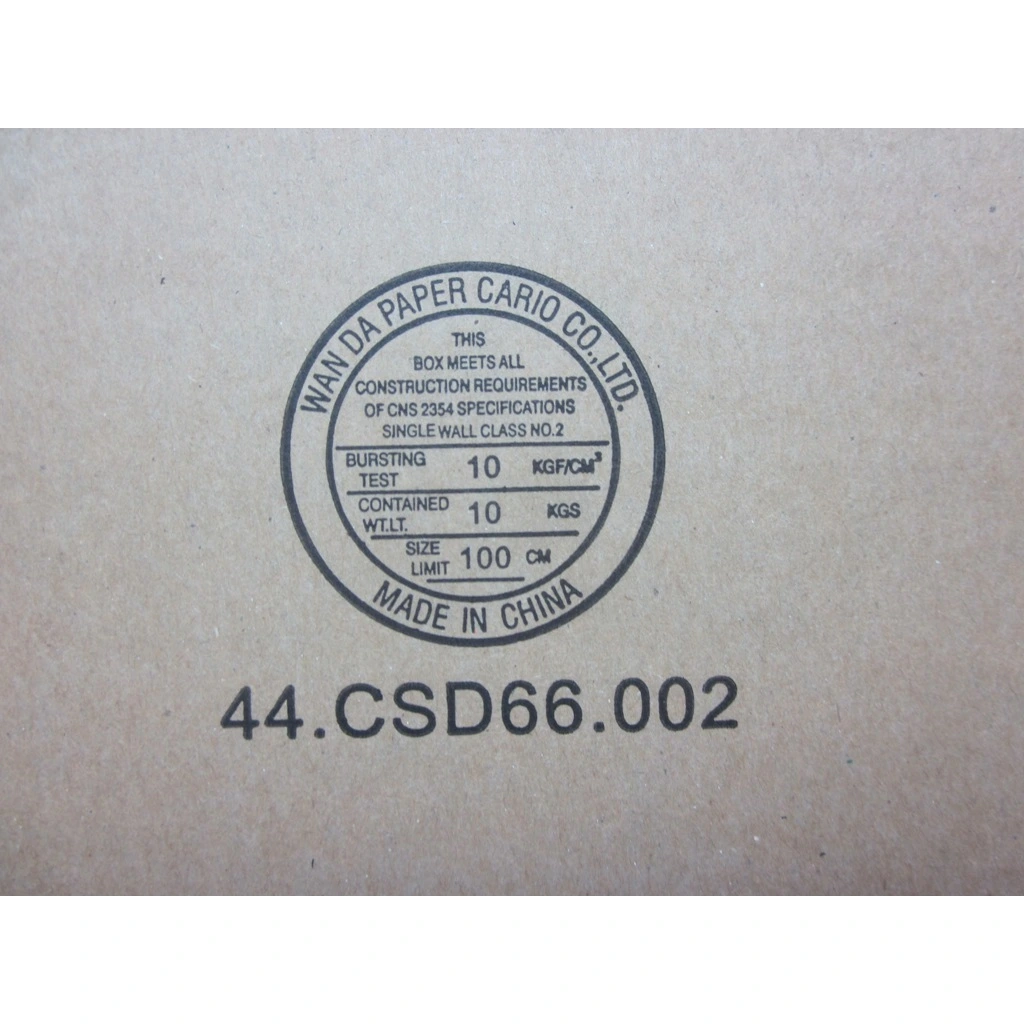 WAN DA PAPER CARIO CO.,LTD.
THIS
BOX MEETS ALL
CONSTRUCTION REQUIREMENTS
OF CNS 2354 SPECIFICATIONS
SINGLE WALL CLASS NO.2
BURSTING TEST 10 KGF/CM³
CONTAINED WT.LT. 10 KGS
SIZE LIMIT 100 CM
MADE IN CHINA
44.CSD66.002